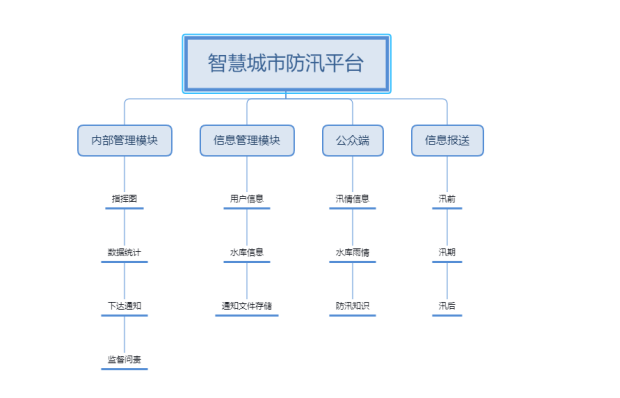 智慧城市防汛平台
内部管理模块
信息管理模块
公众端
信息报送
指挥图
用户信息
汛情信息
汛前
数据统计
水库信息
水库雨情
汛期
下达通知
通知文件存储
防汛知识
汛后
监督问责